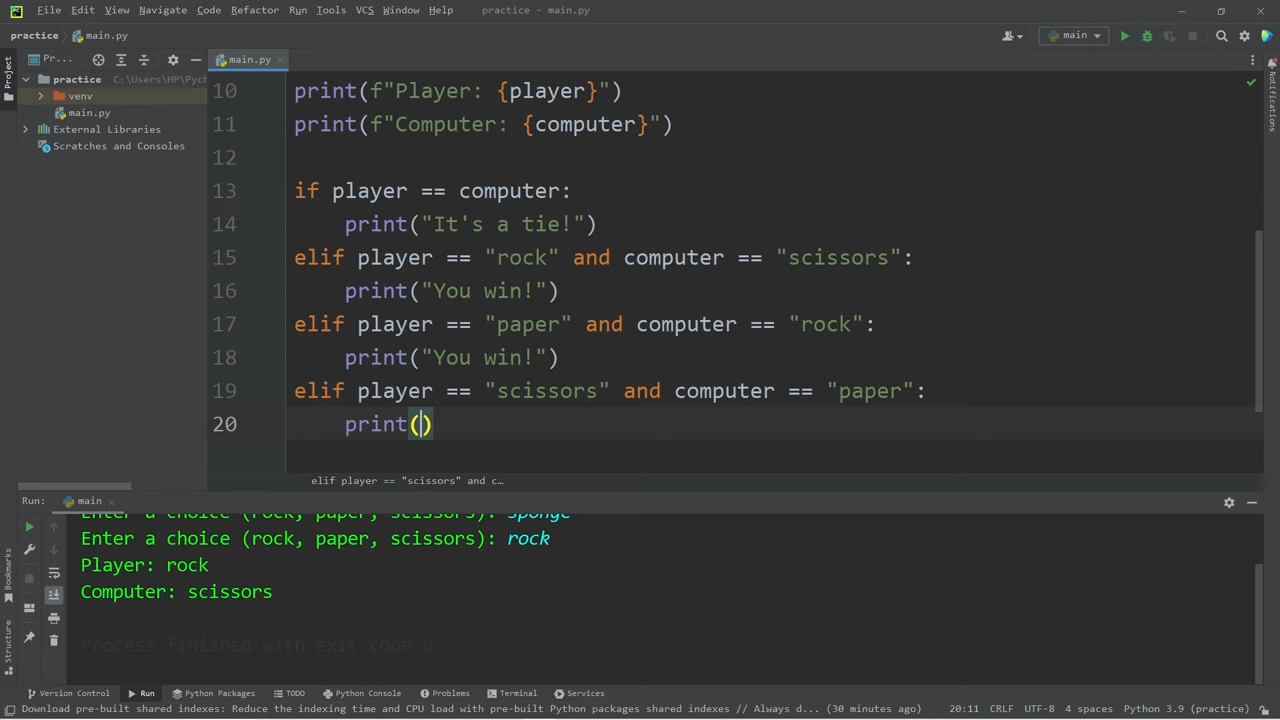 File Edit View Navigate Code Refactor Run Tools VCS Window Help practice - main.py
practice main.py main
Pr... main.py
Project
practice C:\Users\HP\Pych
venv
main.py
External Libraries
Scratches and Consoles
Notifications
10 print(f"Player: {player}")
11 print(f"Computer: {computer}")
12
13 if player == computer:
14 print("It's a tie!")
15 elif player == "rock" and computer == "scissors":
16 print("You win!")
17 elif player == "paper" and computer == "rock":
18 print("You win!")
19 elif player == "scissors" and computer == "paper":
20 print()
elif player == "scissors" and c...
Run: main
Enter a choice (rock, paper, scissors): sponge
Enter a choice (rock, paper, scissors): rock
Player: rock
Computer: scissors
Process finished with exit code 0
Bookmarks
Structure
Version Control Run Python Packages TODO Python Console Problems Terminal Services
Download pre-built shared indexes: Reduce the indexing time and CPU load with pre-built Python packages shared indexes // Always d... (30 minutes ago) 20:11 CRLF UTF-8 4 spaces Python 3.9 (practice)